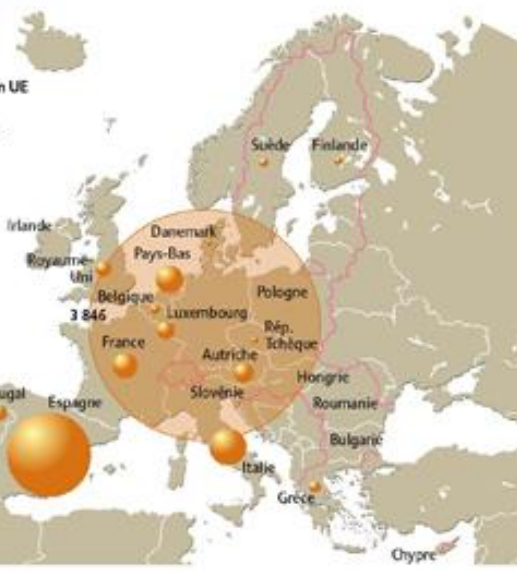 n UE
Suède
Finlande
Irlande
Danemark
Royaume-
Uni
Pays-Bas
Belgique
3 846
Luxembourg
Pologne
Rép.
Tchèque
France
Autriche
Hongrie
Slovénie
Roumanie
ugal
Espagne
Bulgarie
Italie
Grèce
Chypre